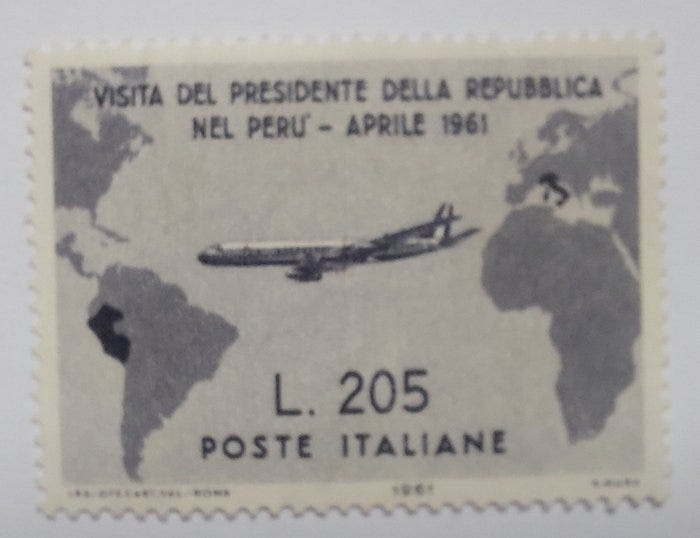 VISITA DEL PRESIDENTE DELLA REPUBBLICA
NEL PERU' - APRILE 1961
L. 205
POSTE ITALIANE
1961